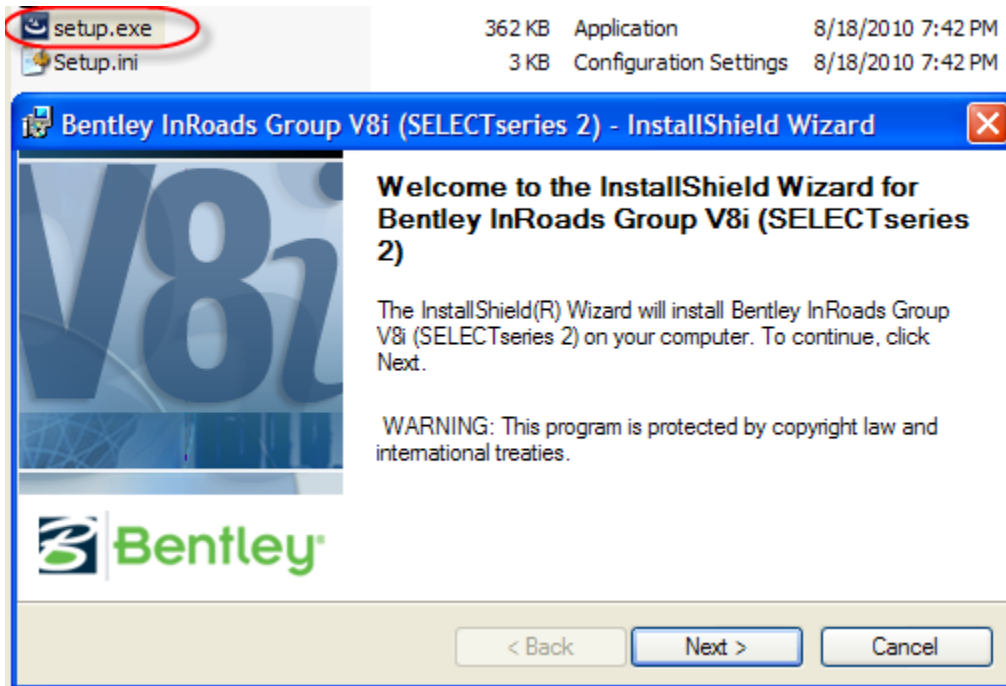 setup.exe 362 KB Application 8/18/2010 7:42 PM
Setup.ini 3 KB Configuration Settings 8/18/2010 7:42 PM
Bentley InRoads Group V8i (SELECTseries 2) - InstallShield Wizard
V8i
Welcome to the InstallShield Wizard for
Bentley InRoads Group V8i (SELECTseries
2)
The InstallShield(R) Wizard will install Bentley InRoads Group
V8i (SELECTseries 2) on your computer. To continue, click
Next.
WARNING: This program is protected by copyright law and
international treaties.
Bentley®
< Back Next > Cancel